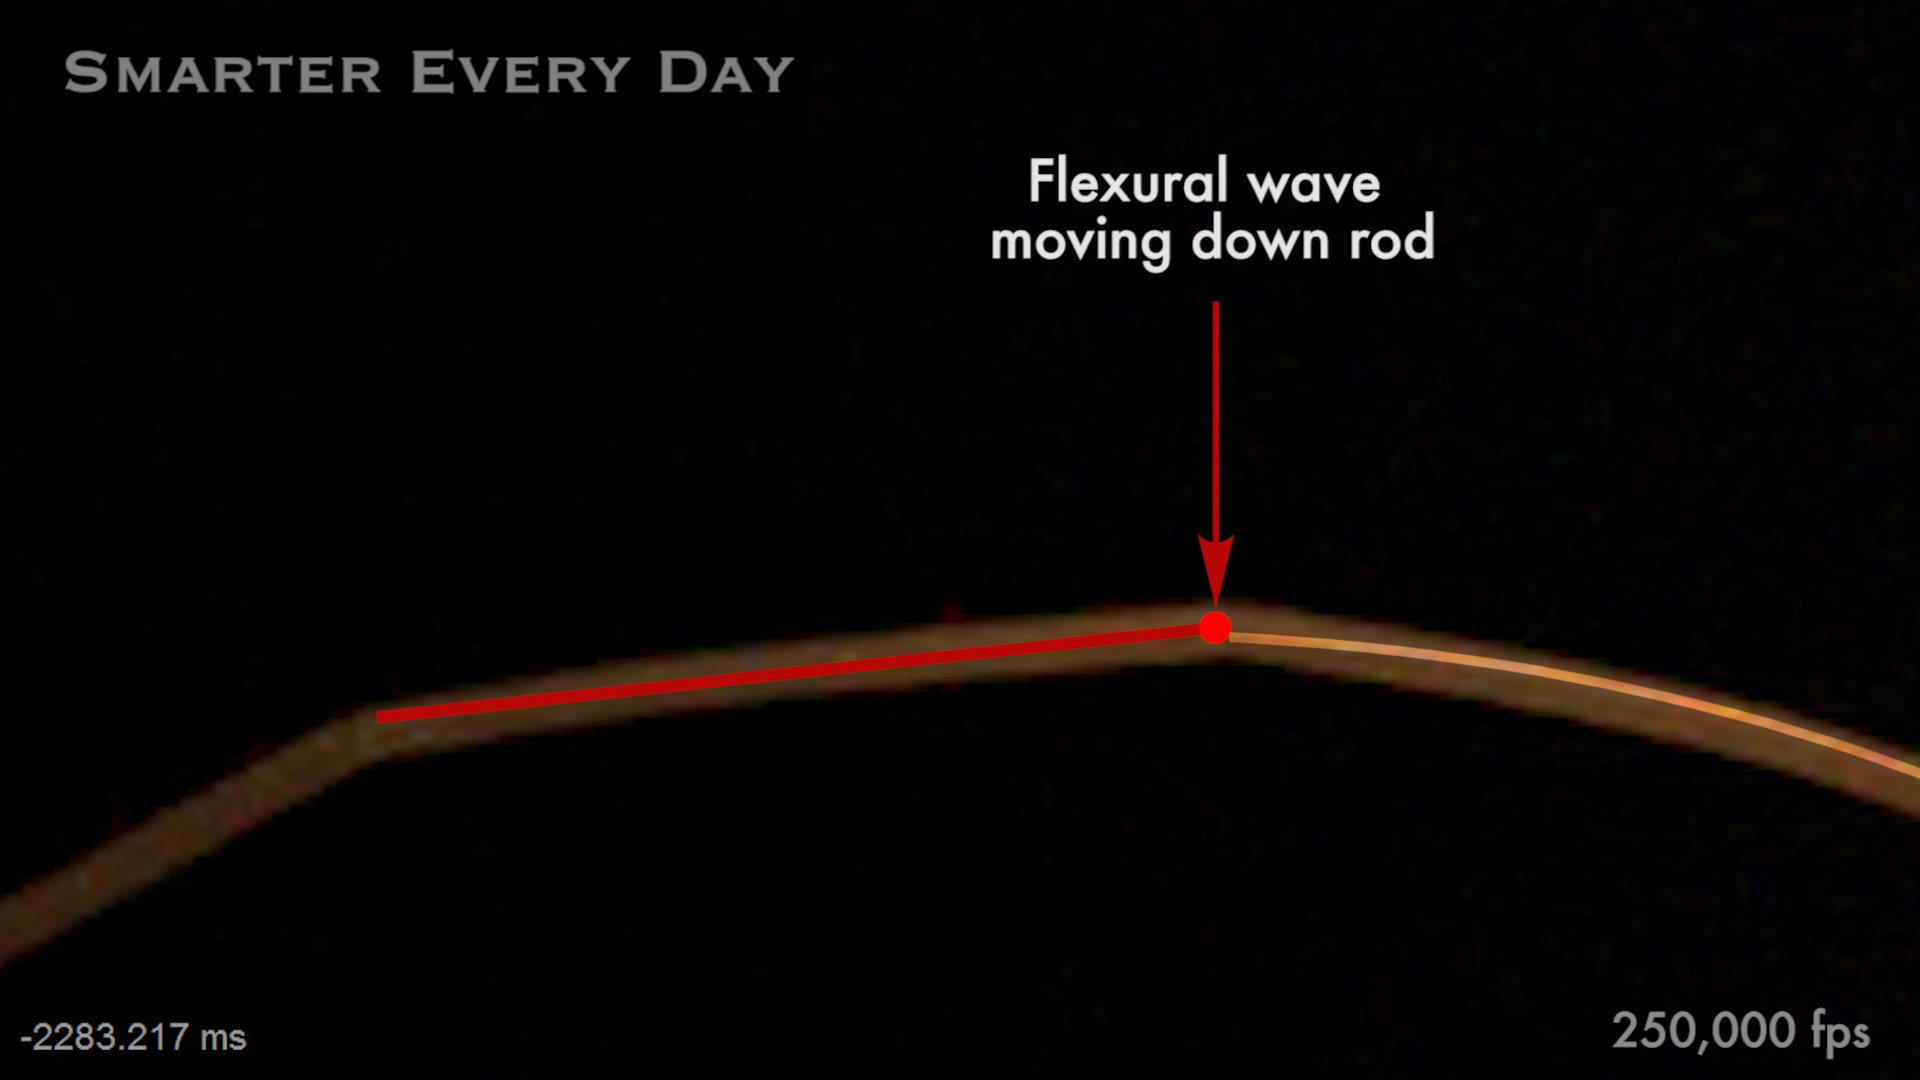 Smarter Every Day
Flexural wave
moving down rod
-2283.217 ms
250,000 fps